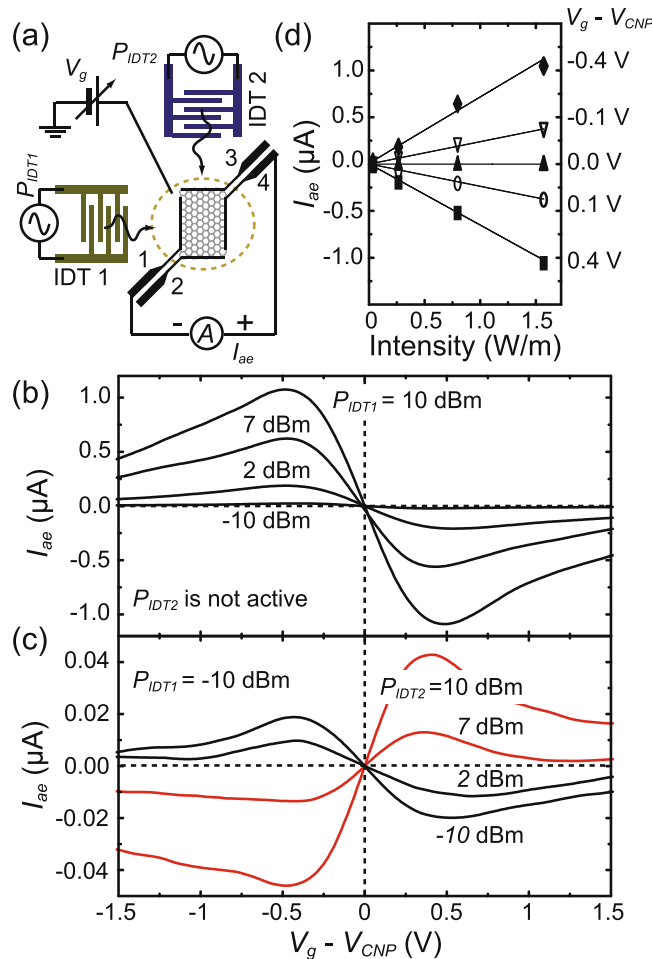 (a)
P_IDT2
V_g
IDT 2
P_IDT1
IDT 1
3
4
1
2
- A +
I_ae
(d)
V_g - V_CNP
1.0
0.5
0.0
-0.5
-1.0
I_ae (μA)
-0.4 V
-0.1 V
0.0 V
0.1 V
0.4 V
0.0 0.5 1.0 1.5
Intensity (W/m)
(b)
P_IDT1 = 10 dBm
7 dBm
2 dBm
-10 dBm
1.0
0.5
0.0
-0.5
-1.0
I_ae (μA)
P_IDT2 is not active
(c)
P_IDT1 = -10 dBm
P_IDT2=10 dBm
7 dBm
2 dBm
-10 dBm
0.04
0.02
0.00
-0.02
-0.04
I_ae (μA)
-1.5 -1.0 -0.5 0 0.5 1.0 1.5
V_g - V_CNP (V)